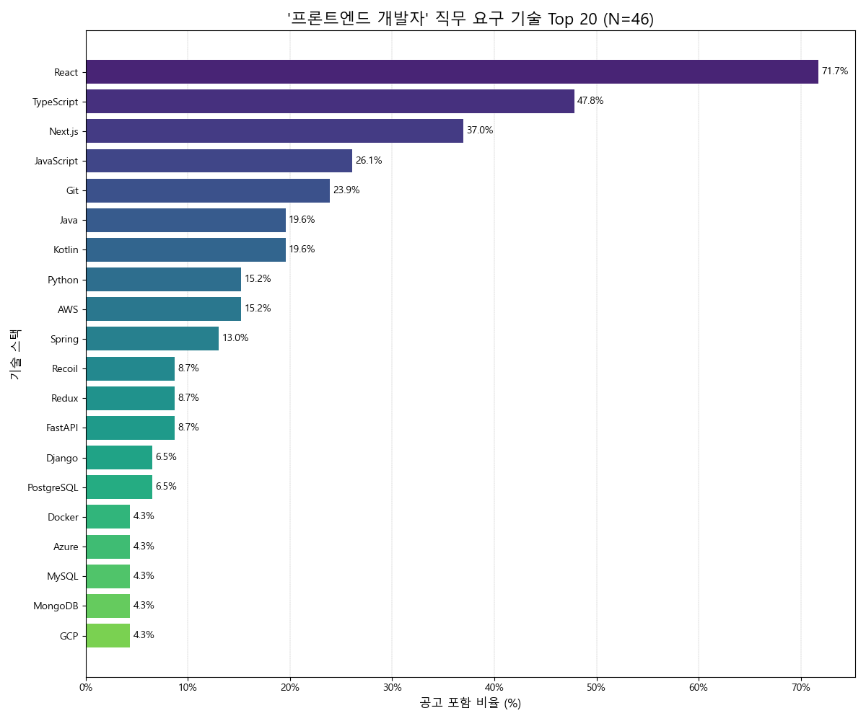 '프론트엔드 개발자' 직무 요구 기술 Top 20 (N=46)
기술 스택
React 71.7%
TypeScript 47.8%
Next.js 37.0%
JavaScript 26.1%
Git 23.9%
Java 19.6%
Kotlin 19.6%
Python 15.2%
AWS 15.2%
Spring 13.0%
Recoil 8.7%
Redux 8.7%
FastAPI 8.7%
Django 6.5%
PostgreSQL 6.5%
Docker 4.3%
Azure 4.3%
MySQL 4.3%
MongoDB 4.3%
GCP 4.3%
0% 10% 20% 30% 40% 50% 60% 70%
공고 포함 비율 (%)